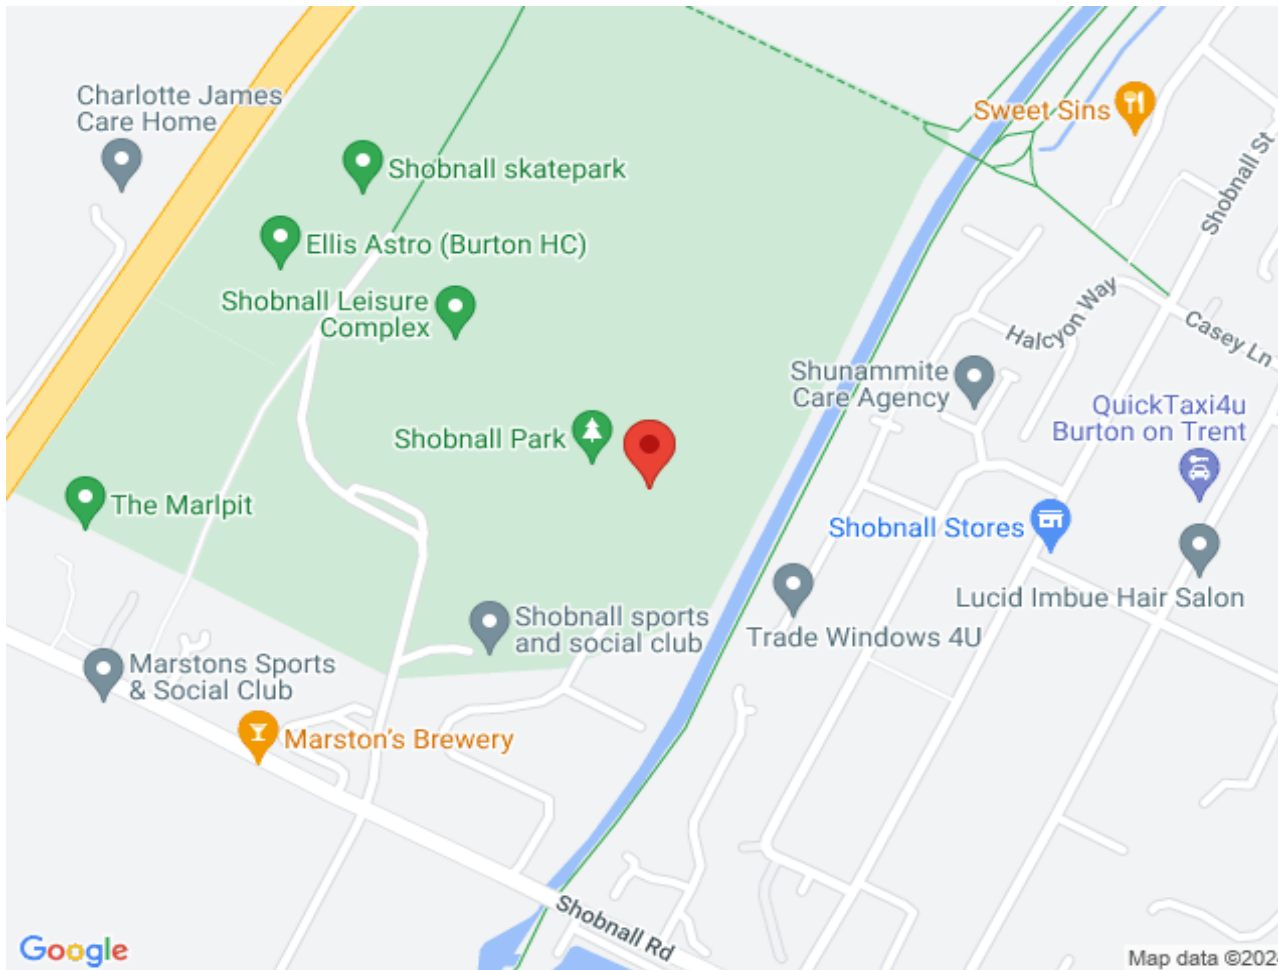 Charlotte James
Care Home
Sweet Sins
Shobnall St
Shobnall skatepark
Ellis Astro (Burton HC)
Shobnall Leisure
Complex
Halcyon Way
Casey Ln
Shunammite
Care Agency
QuickTaxi4u
Burton on Trent
Shobnall Park
The Marlpit
Shobnall Stores
Lucid Imbue Hair Salon
Shobnall sports
and social club
Trade Windows 4U
Marstons Sports
& Social Club
Marston's Brewery
Shobnall Rd
Google
Map data ©2024